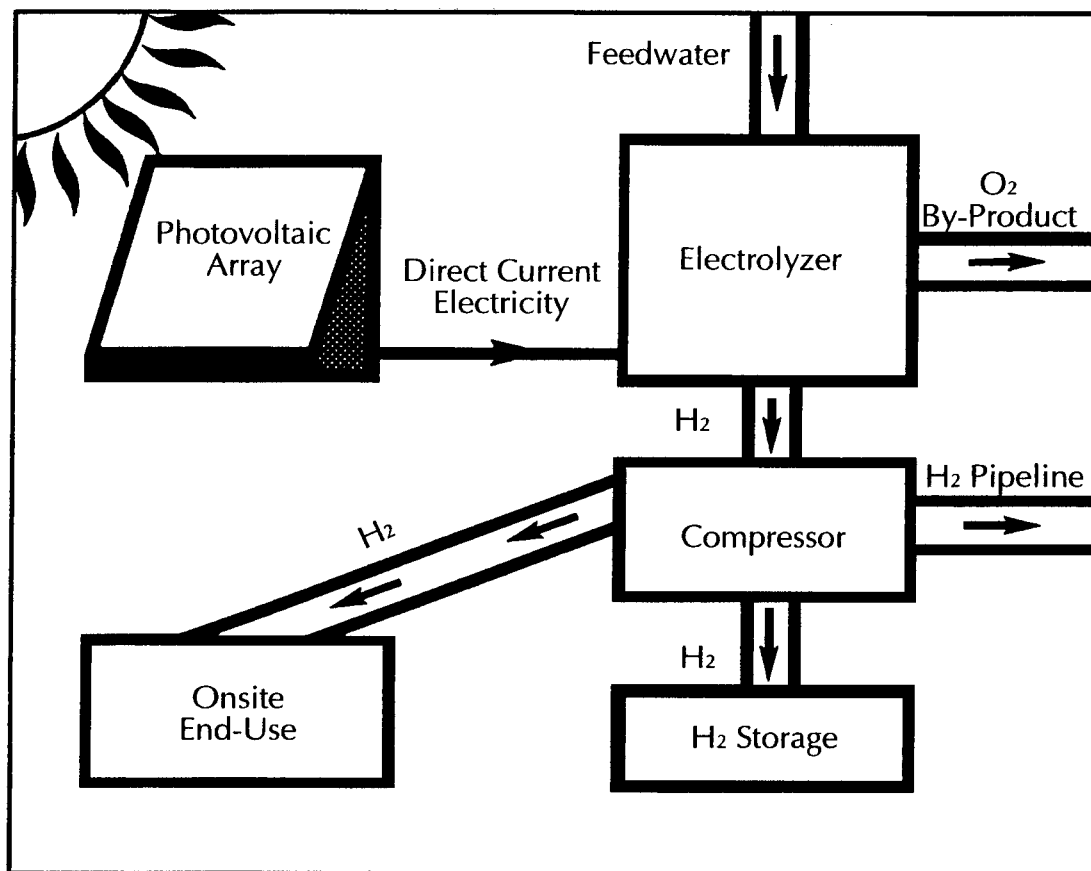 Feedwater
O₂
By-Product
Photovoltaic
Array
Electrolyzer
Direct Current
Electricity
H₂
H₂ Pipeline
H₂
Compressor
H₂
Onsite
End-Use
H₂ Storage